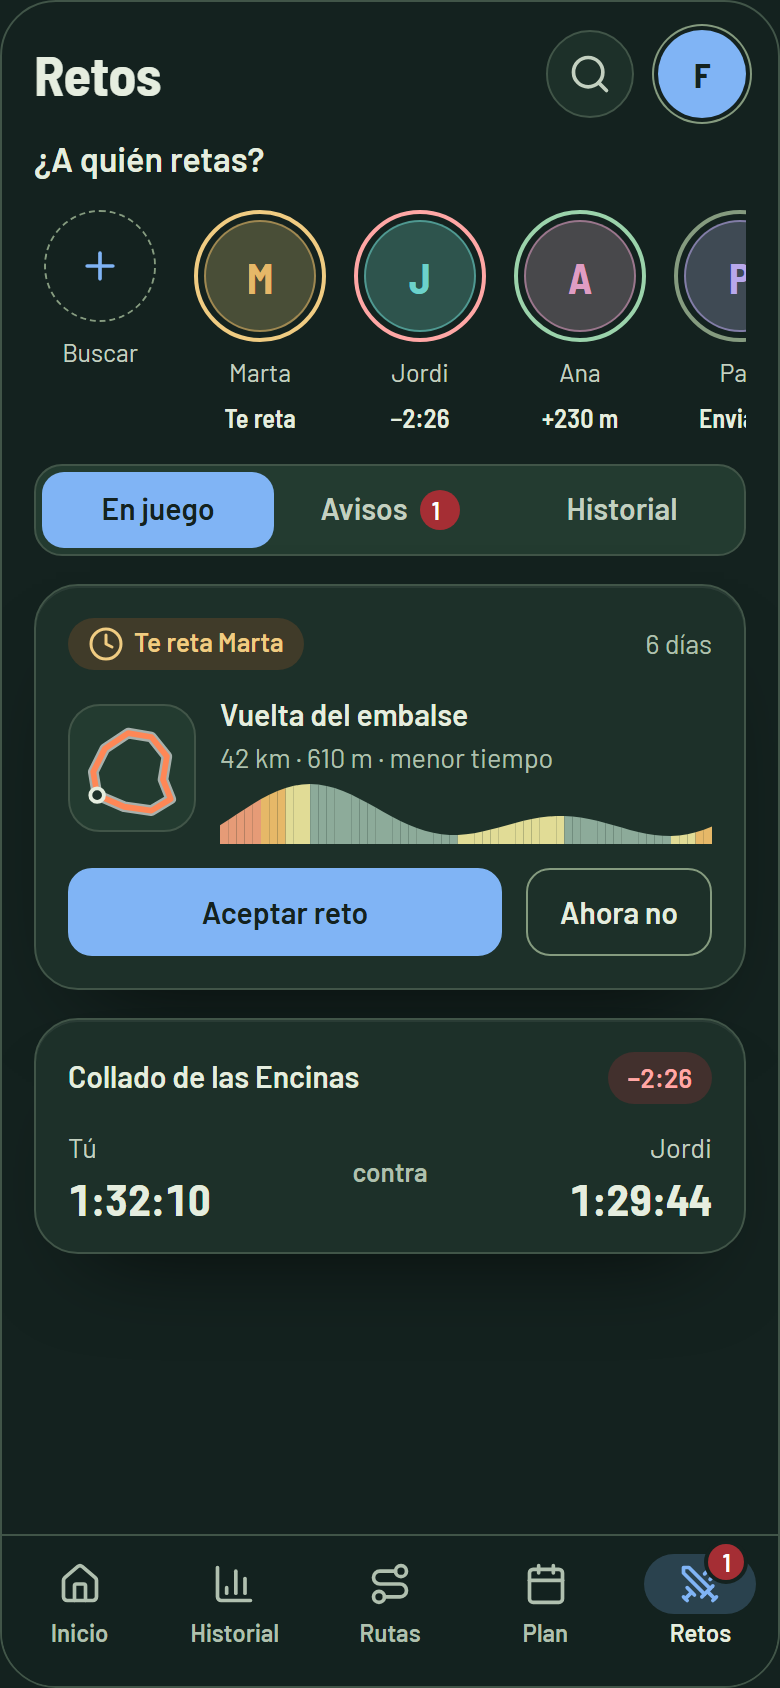 Retos
F
¿A quién retas?
M
J
A
P
Buscar
Marta
Jordi
Ana
Pa
Te reta
−2:26
+230 m
Envia
En juego
Avisos 1
Historial
Te reta Marta
6 días
Vuelta del embalse
42 km · 610 m · menor tiempo
Aceptar reto
Ahora no
Collado de las Encinas
−2:26
Tú
Jordi
contra
1:32:10
1:29:44
1
Inicio
Historial
Rutas
Plan
Retos